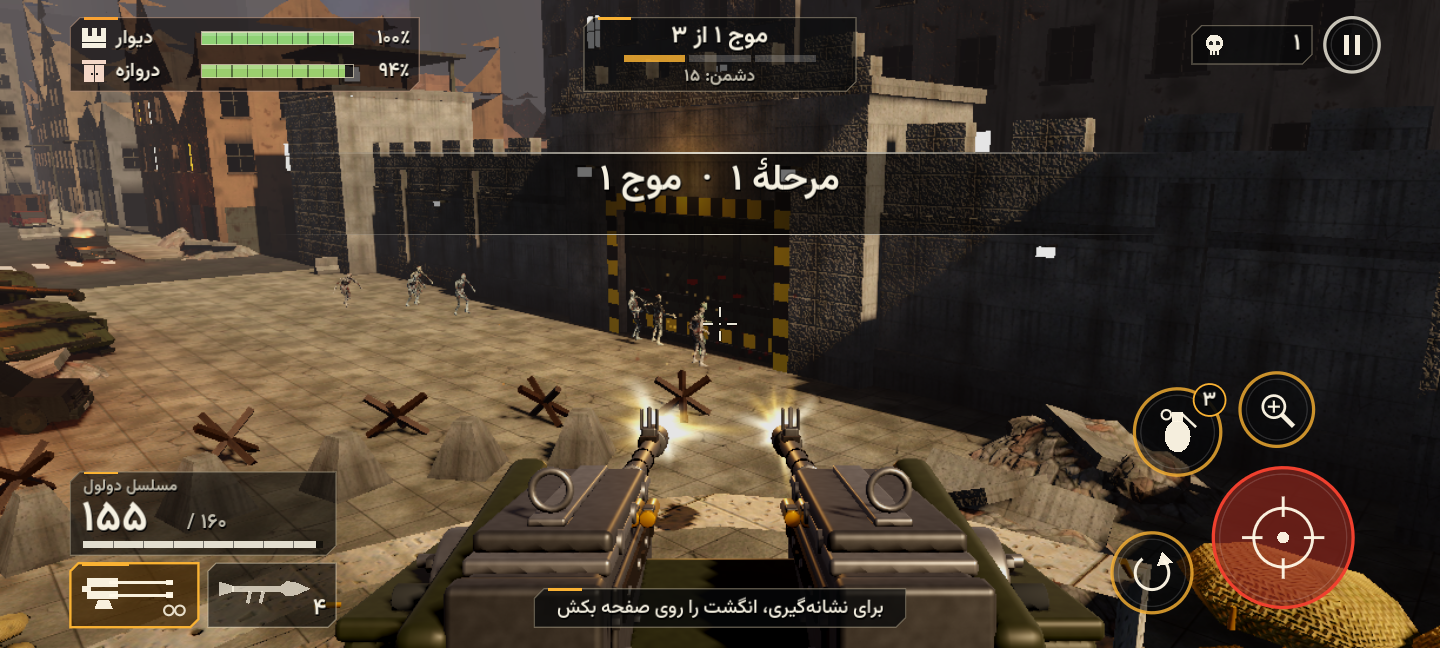 دیوار ۱۰۰٪
دروازه ۹۴٪
موج ۱ از ۳
دشمن: ۱۵
۱
مرحلهٔ ۱ · موج ۱
۳
مسلسل دولول
۱۵۵ / ۱۶۰
∞
۴
برای نشانه‌گیری، انگشت را روی صفحه بکش